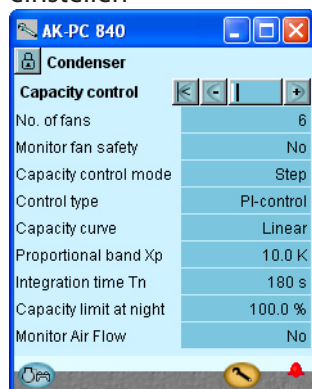 einstellen
AK-PC 840
Condenser
Capacity control
No. of fans 6
Monitor fan safety No
Capacity control mode Step
Control type PI-control
Capacity curve Linear
Proportional band Xp 10.0 K
Integration time Tn 180 s
Capacity limit at night 100.0 %
Monitor Air Flow No